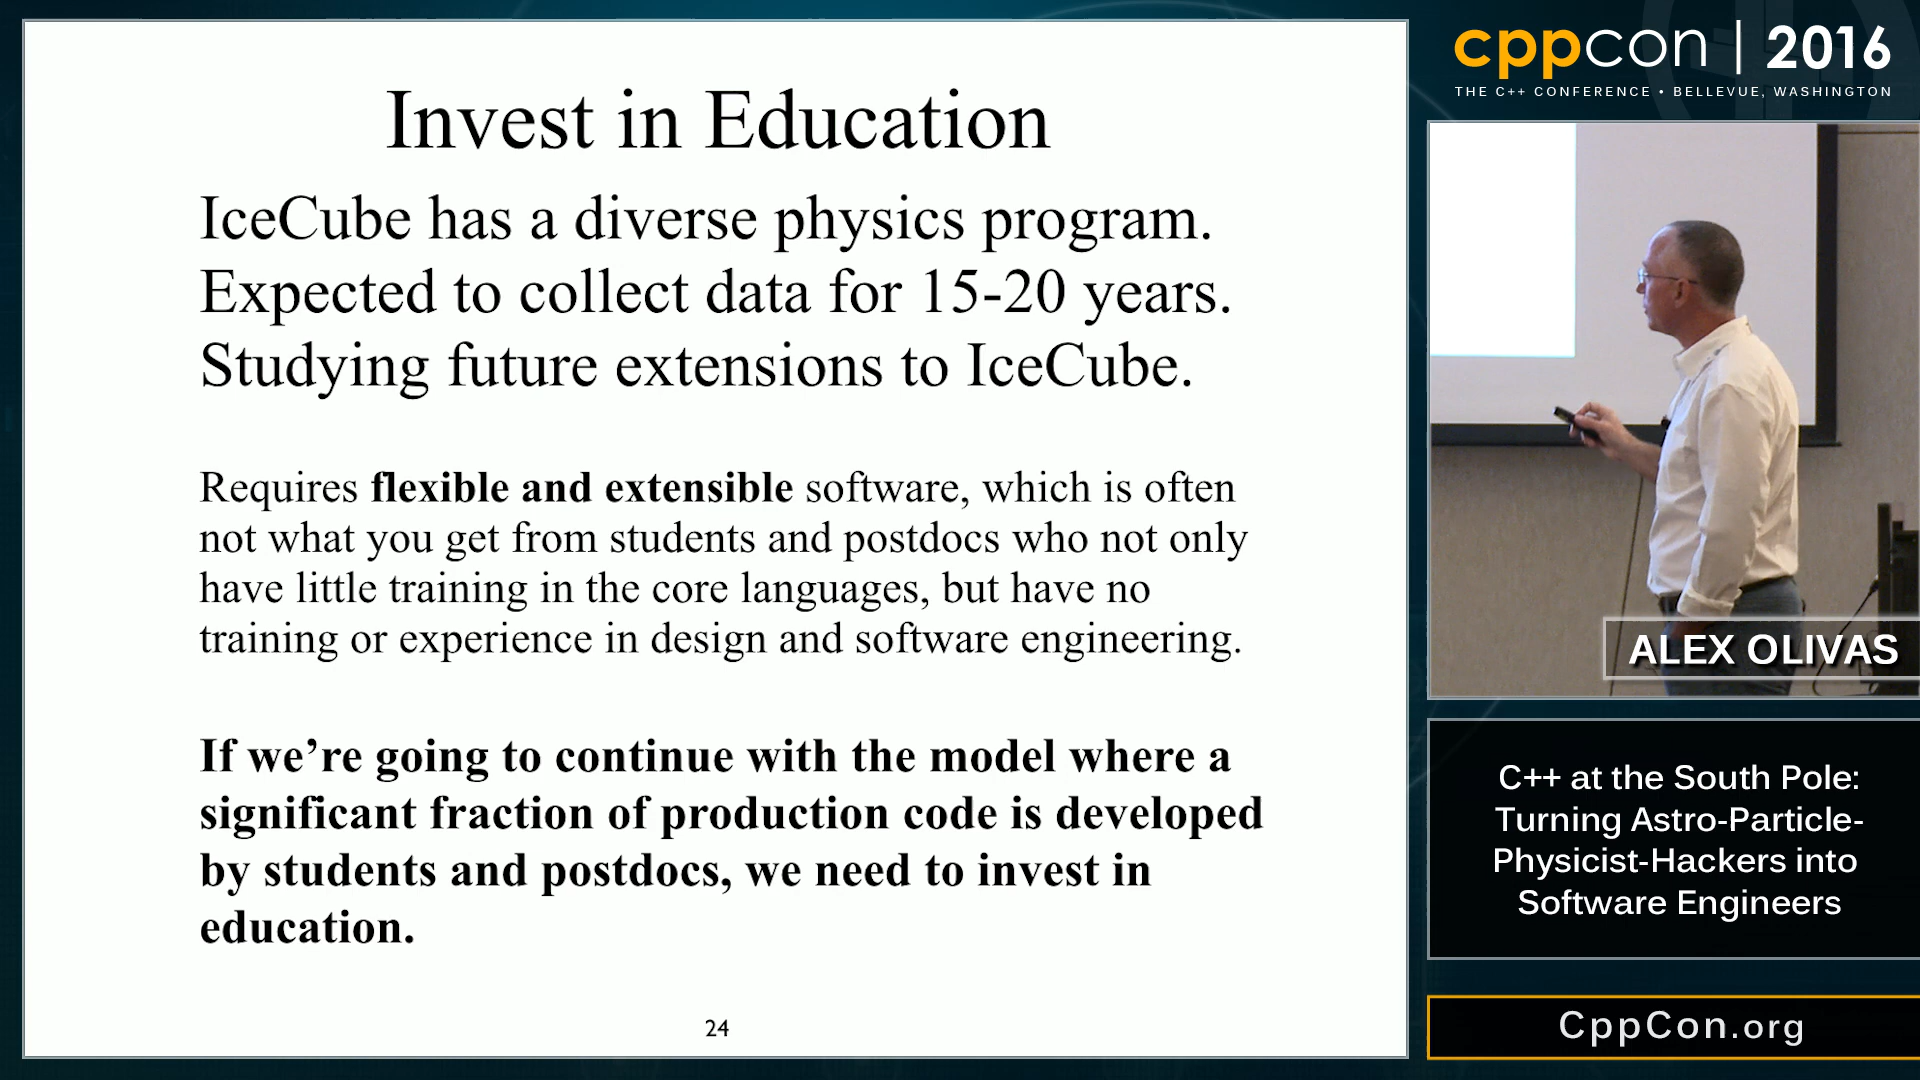 Invest in Education
IceCube has a diverse physics program.
Expected to collect data for 15-20 years.
Studying future extensions to IceCube.
Requires flexible and extensible software, which is often
not what you get from students and postdocs who not only
have little training in the core languages, but have no
training or experience in design and software engineering.
If we’re going to continue with the model where a
significant fraction of production code is developed
by students and postdocs, we need to invest in
education.
24
cppcon | 2016
THE C++ CONFERENCE • BELLEVUE, WASHINGTON
ALEX OLIVAS
C++ at the South Pole:
Turning Astro-Particle-
Physicist-Hackers into
Software Engineers
CppCon.org